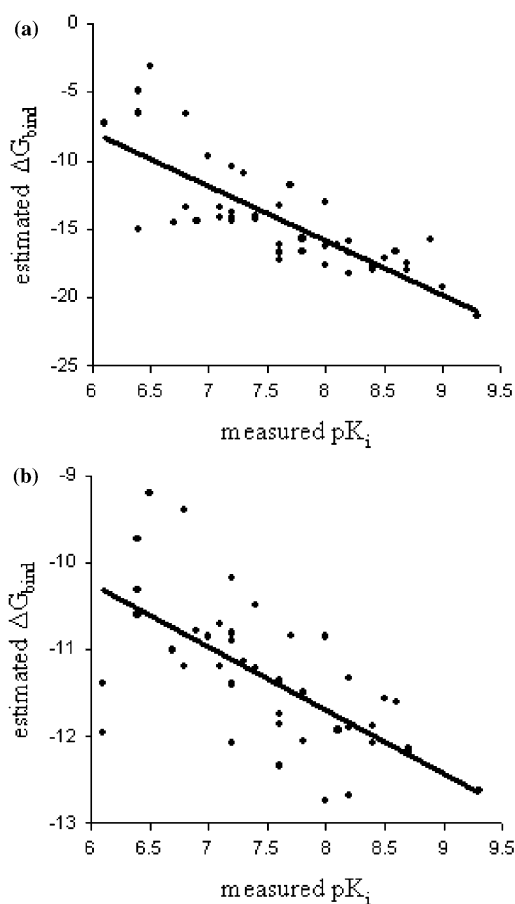 (a)
0
-5
-10
-15
-20
-25
estimated ΔG_bind
6 6.5 7 7.5 8 8.5 9 9.5
measured pK_i
(b)
-9
-10
-11
-12
-13
estimated ΔG_bind
6 6.5 7 7.5 8 8.5 9 9.5
measured pK_i